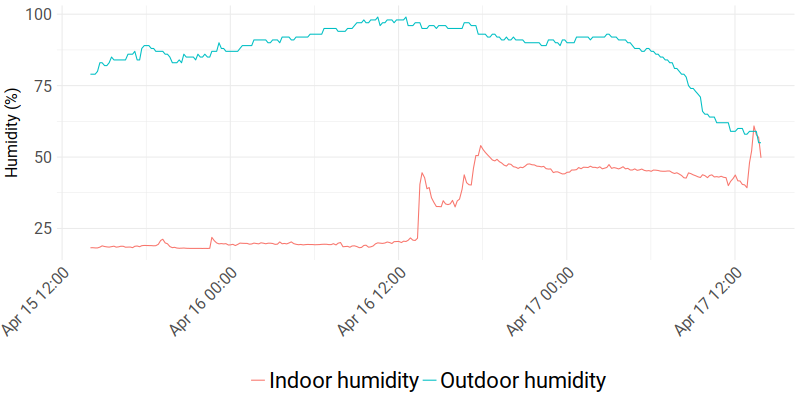 Humidity (%)
100
75
50
25
Apr 15 12:00
Apr 16 00:00
Apr 16 12:00
Apr 17 00:00
Apr 17 12:00
Indoor humidity Outdoor humidity